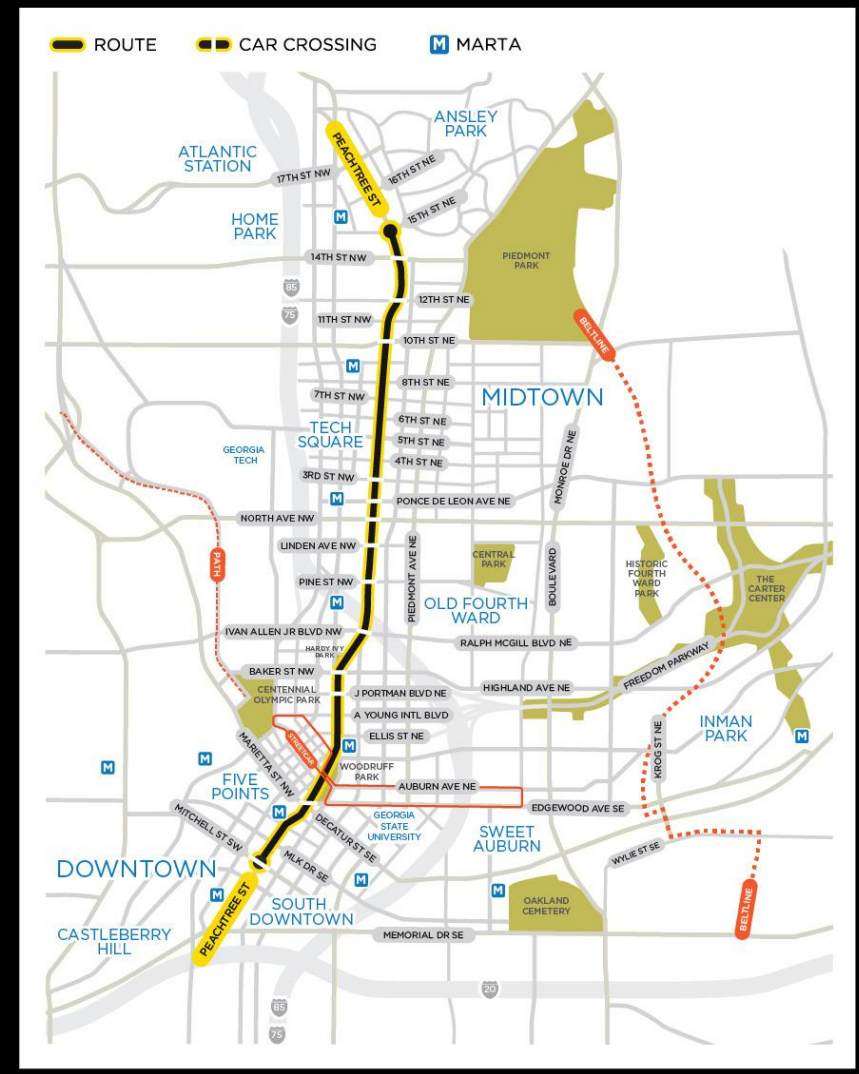 ROUTE
CAR CROSSING
M MARTA
ANSLEY
PARK
ATLANTIC
STATION
PEACHTREE ST
17TH ST NW
16TH ST NE
15TH ST NE
HOME
PARK
M
14TH ST NW
PIEDMONT
PARK
85
75
12TH ST NE
11TH ST NW
BELTLINE
10TH ST NE
M
8TH ST NE
7TH ST NW
MIDTOWN
6TH ST NE
TECH
SQUARE
5TH ST NE
4TH ST NE
GEORGIA
TECH
3RD ST NW
MONROE DR NE
M
PONCE DE LEON AVE NE
NORTH AVE NW
LINDEN AVE NW
PATH
PINE ST NW
PIEDMONT AVE NE
CENTRAL
PARK
BOULEVARD
HISTORIC
FOURTH
WARD
PARK
THE
CARTER
CENTER
M
OLD FOURTH
WARD
IVAN ALLEN JR BLVD NW
RALPH MCGILL BLVD NE
HARDY IVY
PARK
FREEDOM PARKWAY
BAKER ST NW
CENTENNIAL
OLYMPIC PARK
J PORTMAN BLVD NE
HIGHLAND AVE NE
A YOUNG INTL BLVD
ELLIS ST NE
STREETCAR
M
MARIETTA ST NW
KROG ST NE
INMAN
PARK
M
M
M
WOODRUFF
PARK
FIVE
POINTS
AUBURN AVE NE
M
EDGEWOOD AVE SE
MITCHELL ST SW
DECATUR ST SE
GEORGIA
STATE
UNIVERSITY
SWEET
AUBURN
WYLIE ST SE
DOWNTOWN
MLK DR SE
M
M
M
PEACHTREE ST
SOUTH
DOWNTOWN
OAKLAND
CEMETERY
BELTLINE
CASTLEBERRY
HILL
MEMORIAL DR SE
20
85
75